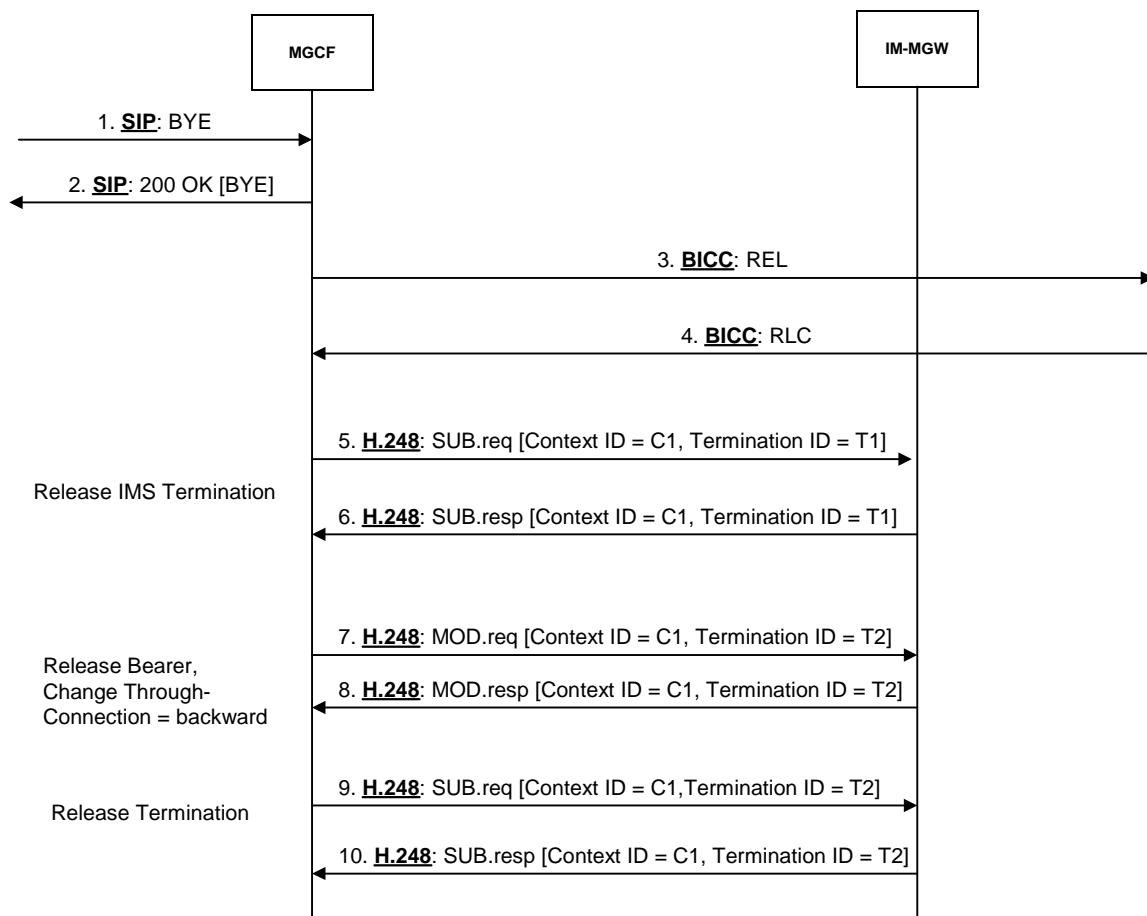 MGCF
IM-MGW
1. SIP: BYE
2. SIP: 200 OK [BYE]
3. BICC: REL
4. BICC: RLC
5. H.248: SUB.req [Context ID = C1, Termination ID = T1]
Release IMS Termination
6. H.248: SUB.resp [Context ID = C1, Termination ID = T1]
7. H.248: MOD.req [Context ID = C1, Termination ID = T2]
Release Bearer,
Change Through-
Connection = backward
8. H.248: MOD.resp [Context ID = C1, Termination ID = T2]
9. H.248: SUB.req [Context ID = C1,Termination ID = T2]
Release Termination
10. H.248: SUB.resp [Context ID = C1, Termination ID = T2]